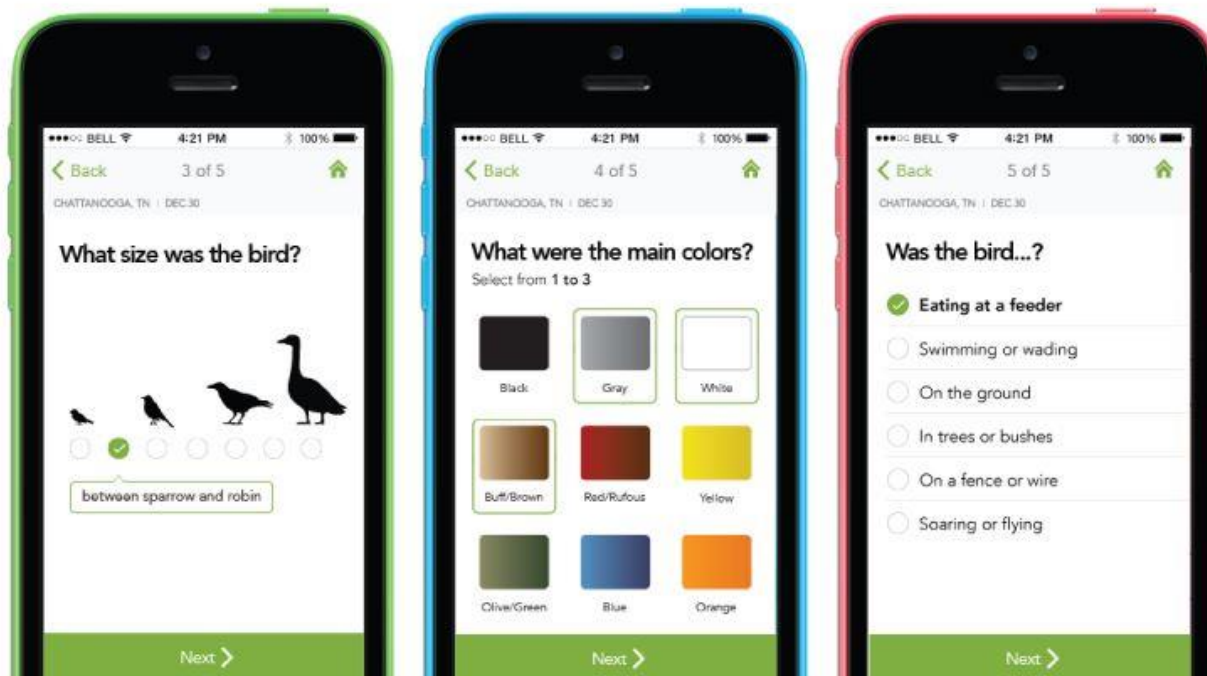 BELL 4:21 PM 100%
Back 3 of 5
CHATTANOOGA, TN | DEC 30
What size was the bird?
between sparrow and robin
Next
BELL 4:21 PM 100%
Back 4 of 5
CHATTANOOGA, TN | DEC 30
What were the main colors?
Select from 1 to 3
Black Gray White
Buff/Brown Red/Rufous Yellow
Olive/Green Blue Orange
Next
BELL 4:21 PM 100%
Back 5 of 5
CHATTANOOGA, TN | DEC 30
Was the bird...?
Eating at a feeder
Swimming or wading
On the ground
In trees or bushes
On a fence or wire
Soaring or flying
Next